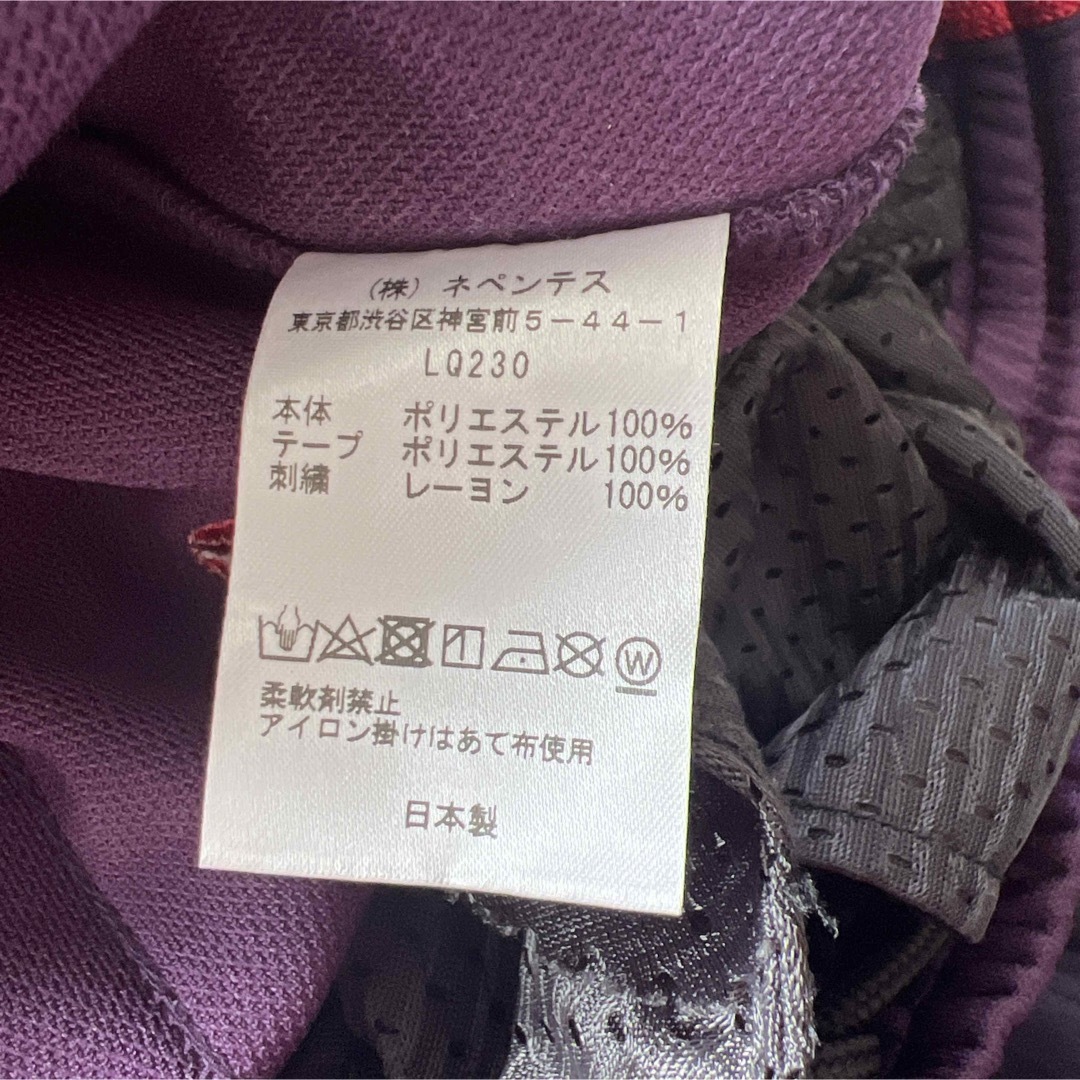 (株) ネペンテス
東京都渋谷区神宮前5-44-1
LQ230
本体 ポリエステル100%
テープ ポリエステル100%
刺繍 レーヨン 100%
W
柔軟剤禁止
アイロン掛けはあて布使用
日本製